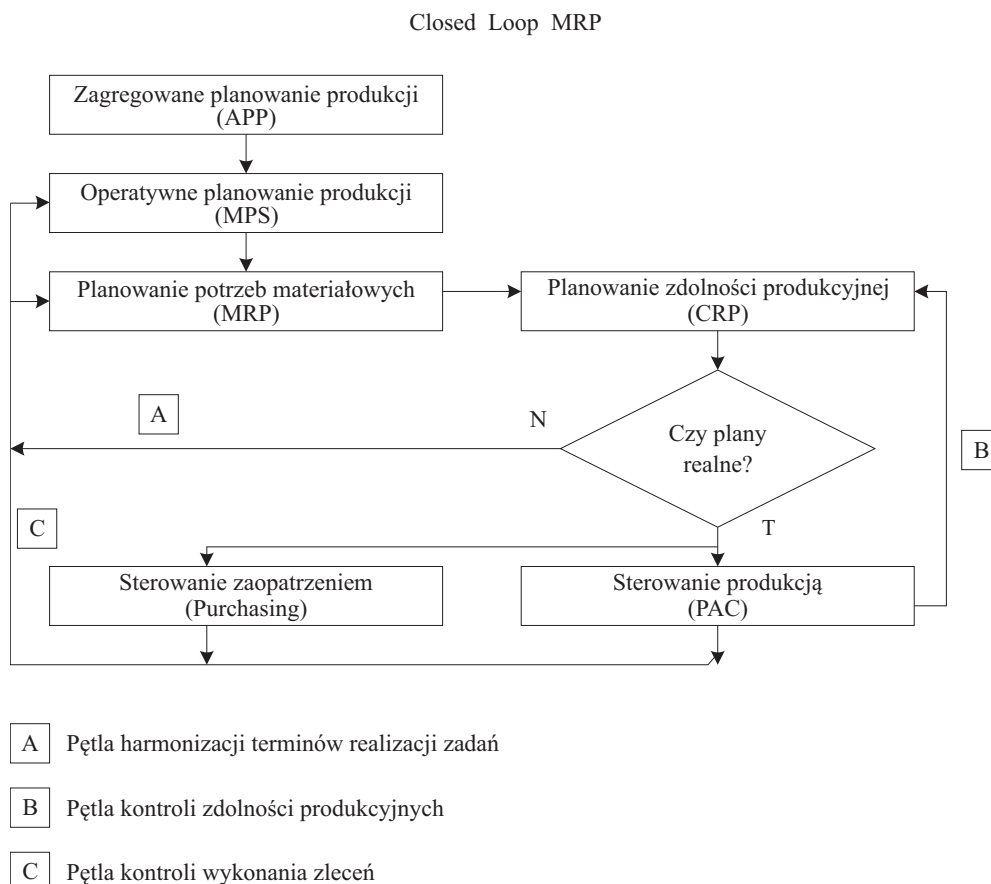 Closed Loop MRP
Zagregowane planowanie produkcji
(APP)
Operatywne planowanie produkcji
(MPS)
Planowanie potrzeb materiałowych
(MRP)
Planowanie zdolności produkcyjnej
(CRP)
A
N
Czy plany
realne?
B
C
T
Sterowanie zaopatrzeniem
(Purchasing)
Sterowanie produkcją
(PAC)
A Pętla harmonizacji terminów realizacji zadań
B Pętla kontroli zdolności produkcyjnych
C Pętla kontroli wykonania zleceń